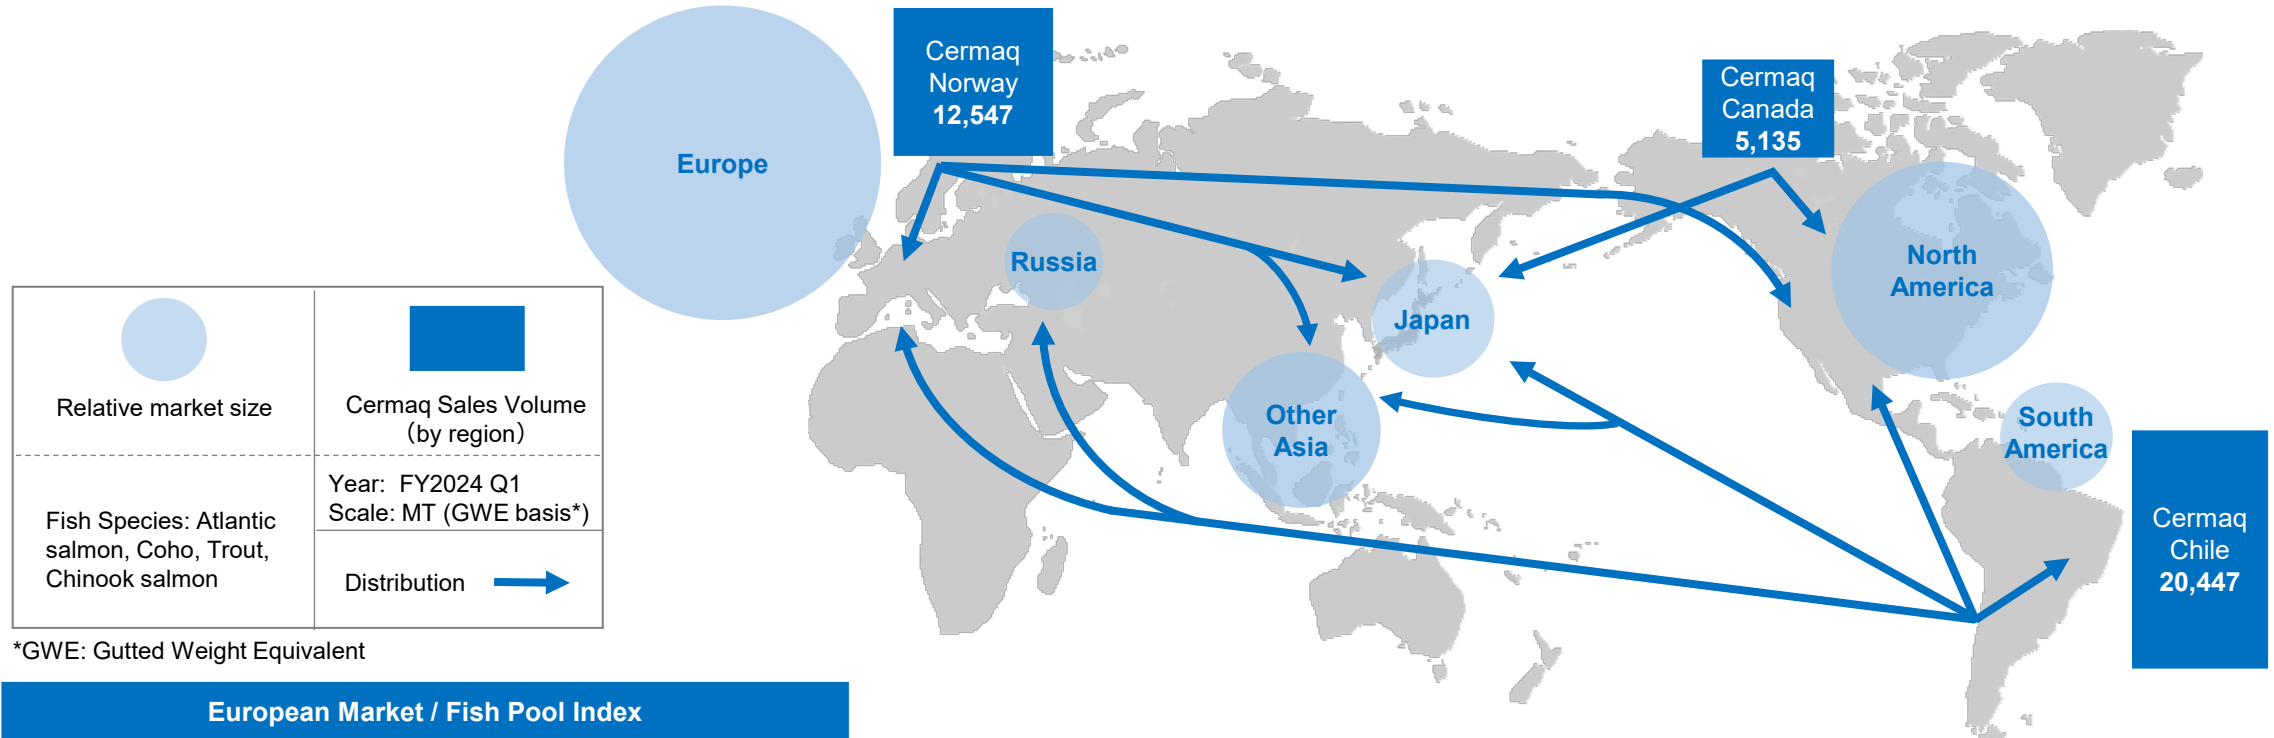 Cermaq
Norway
12,547
Cermaq
Canada
5,135
Europe
Russia
North
America
Japan
Other
Asia
South
America
Cermaq
Chile
20,447
Relative market size
Cermaq Sales Volume
（by region）
Fish Species: Atlantic
salmon, Coho, Trout,
Chinook salmon
Year:  FY2024 Q1
Scale: MT (GWE basis*)
Distribution
*GWE: Gutted Weight Equivalent
European Market / Fish Pool Index